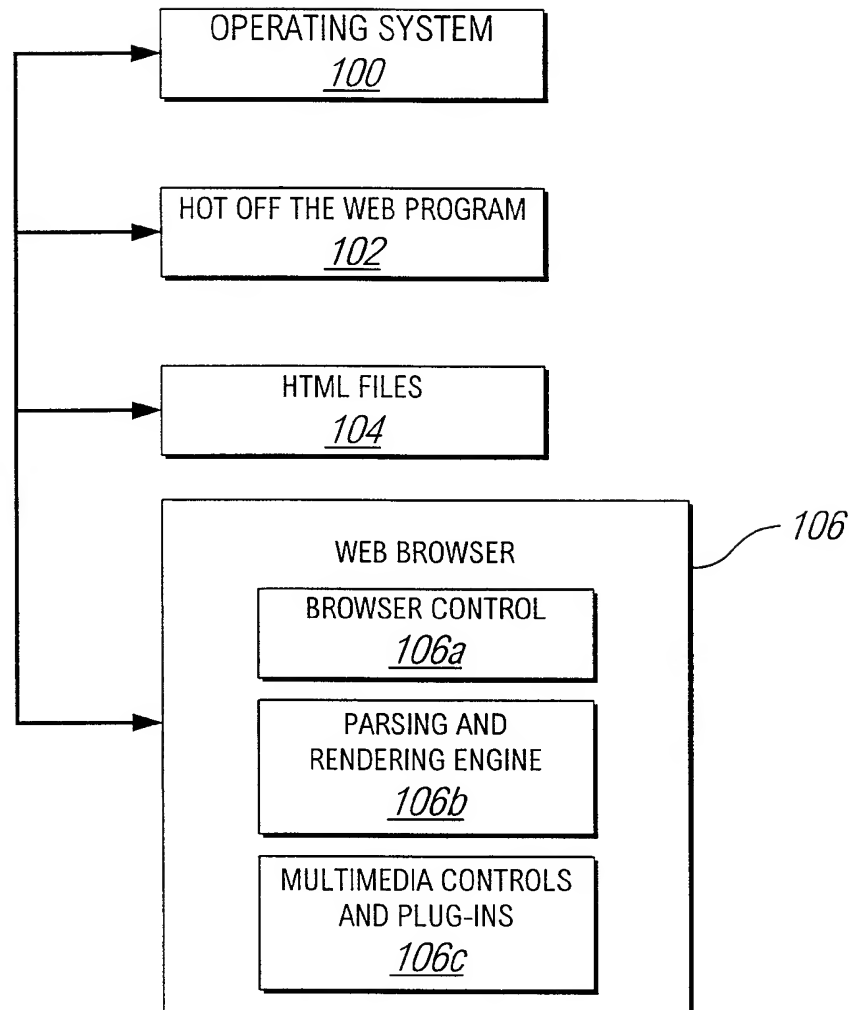 OPERATING SYSTEM
100
HOT OFF THE WEB PROGRAM
102
HTML FILES
104
106
WEB BROWSER
BROWSER CONTROL
106a
PARSING AND
RENDERING ENGINE
106b
MULTIMEDIA CONTROLS
AND PLUG-INS
106c